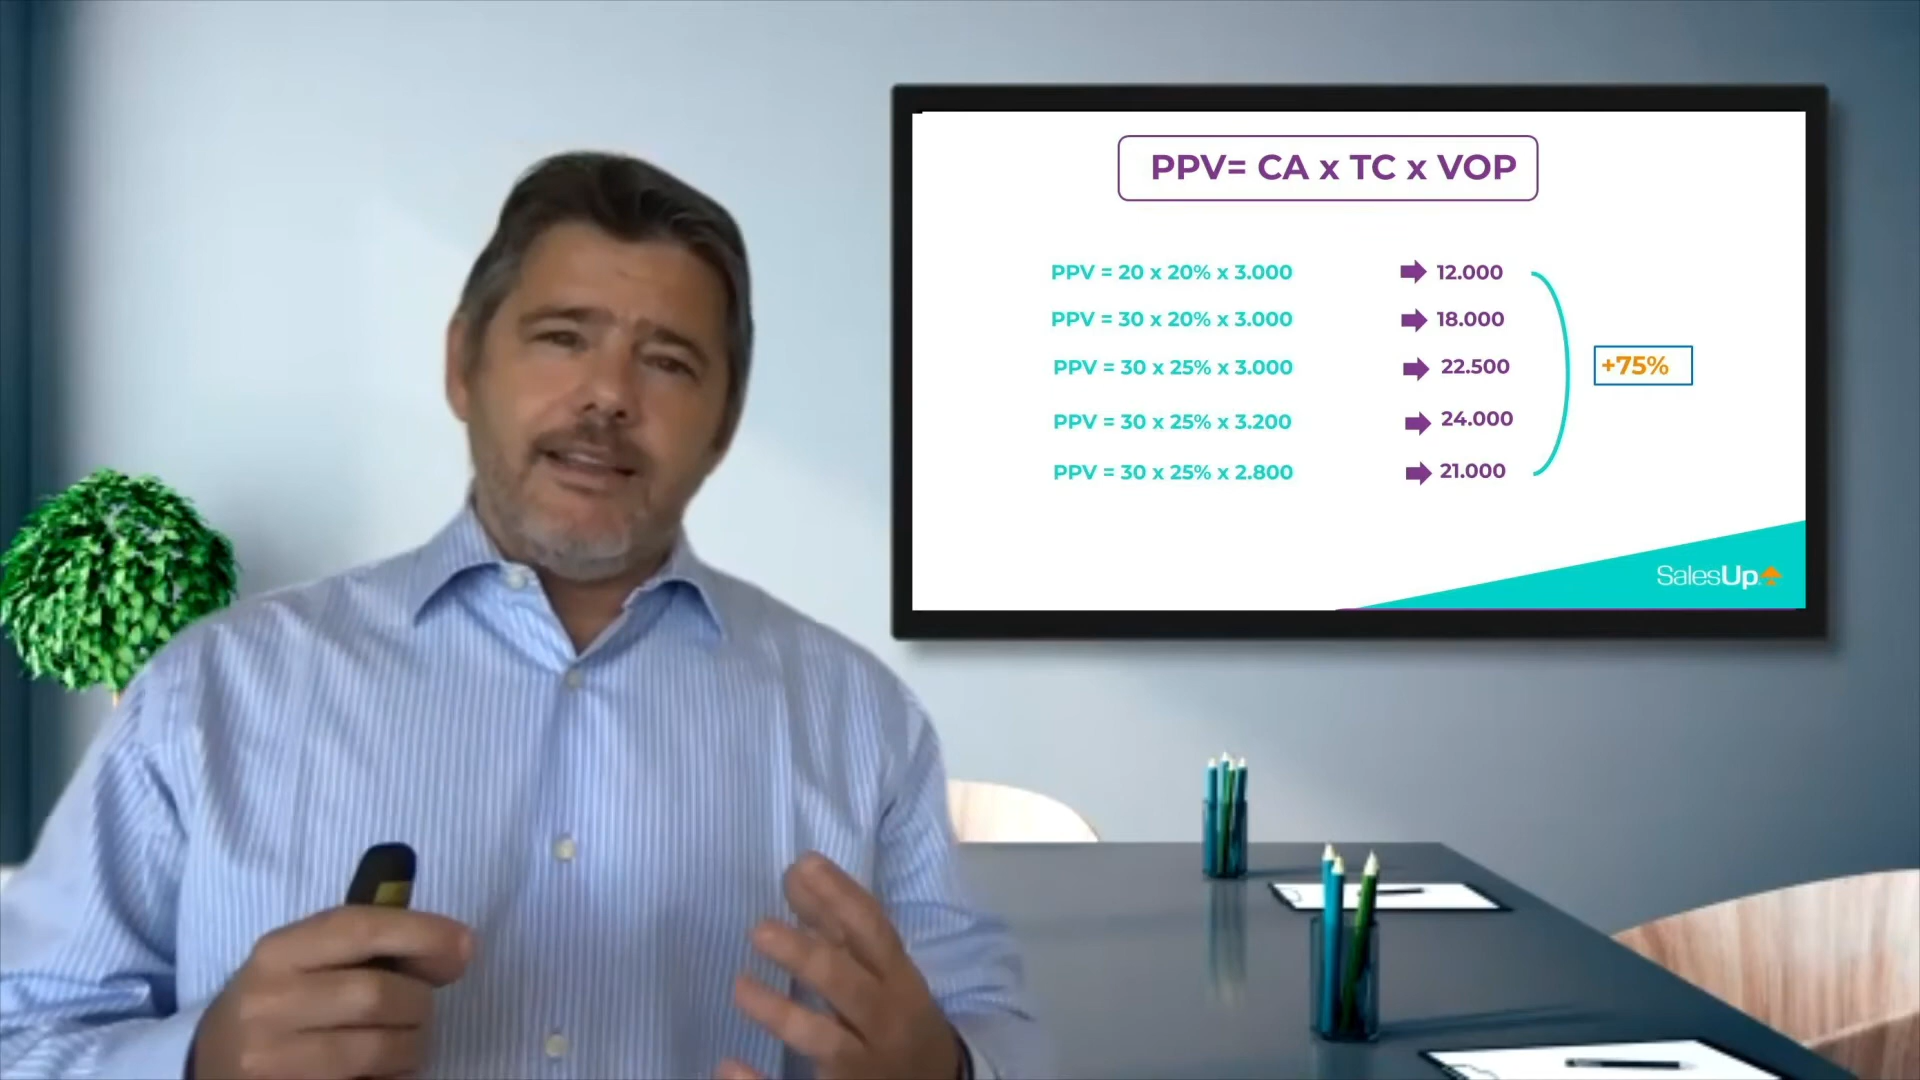 PPV= CA x TC x VOP
PPV = 20 x 20% x 3.000 12.000
PPV = 30 x 20% x 3.000 18.000
PPV = 30 x 25% x 3.000 22.500
+75%
PPV = 30 x 25% x 3.200 24.000
PPV = 30 x 25% x 2.800 21.000
SalesUp